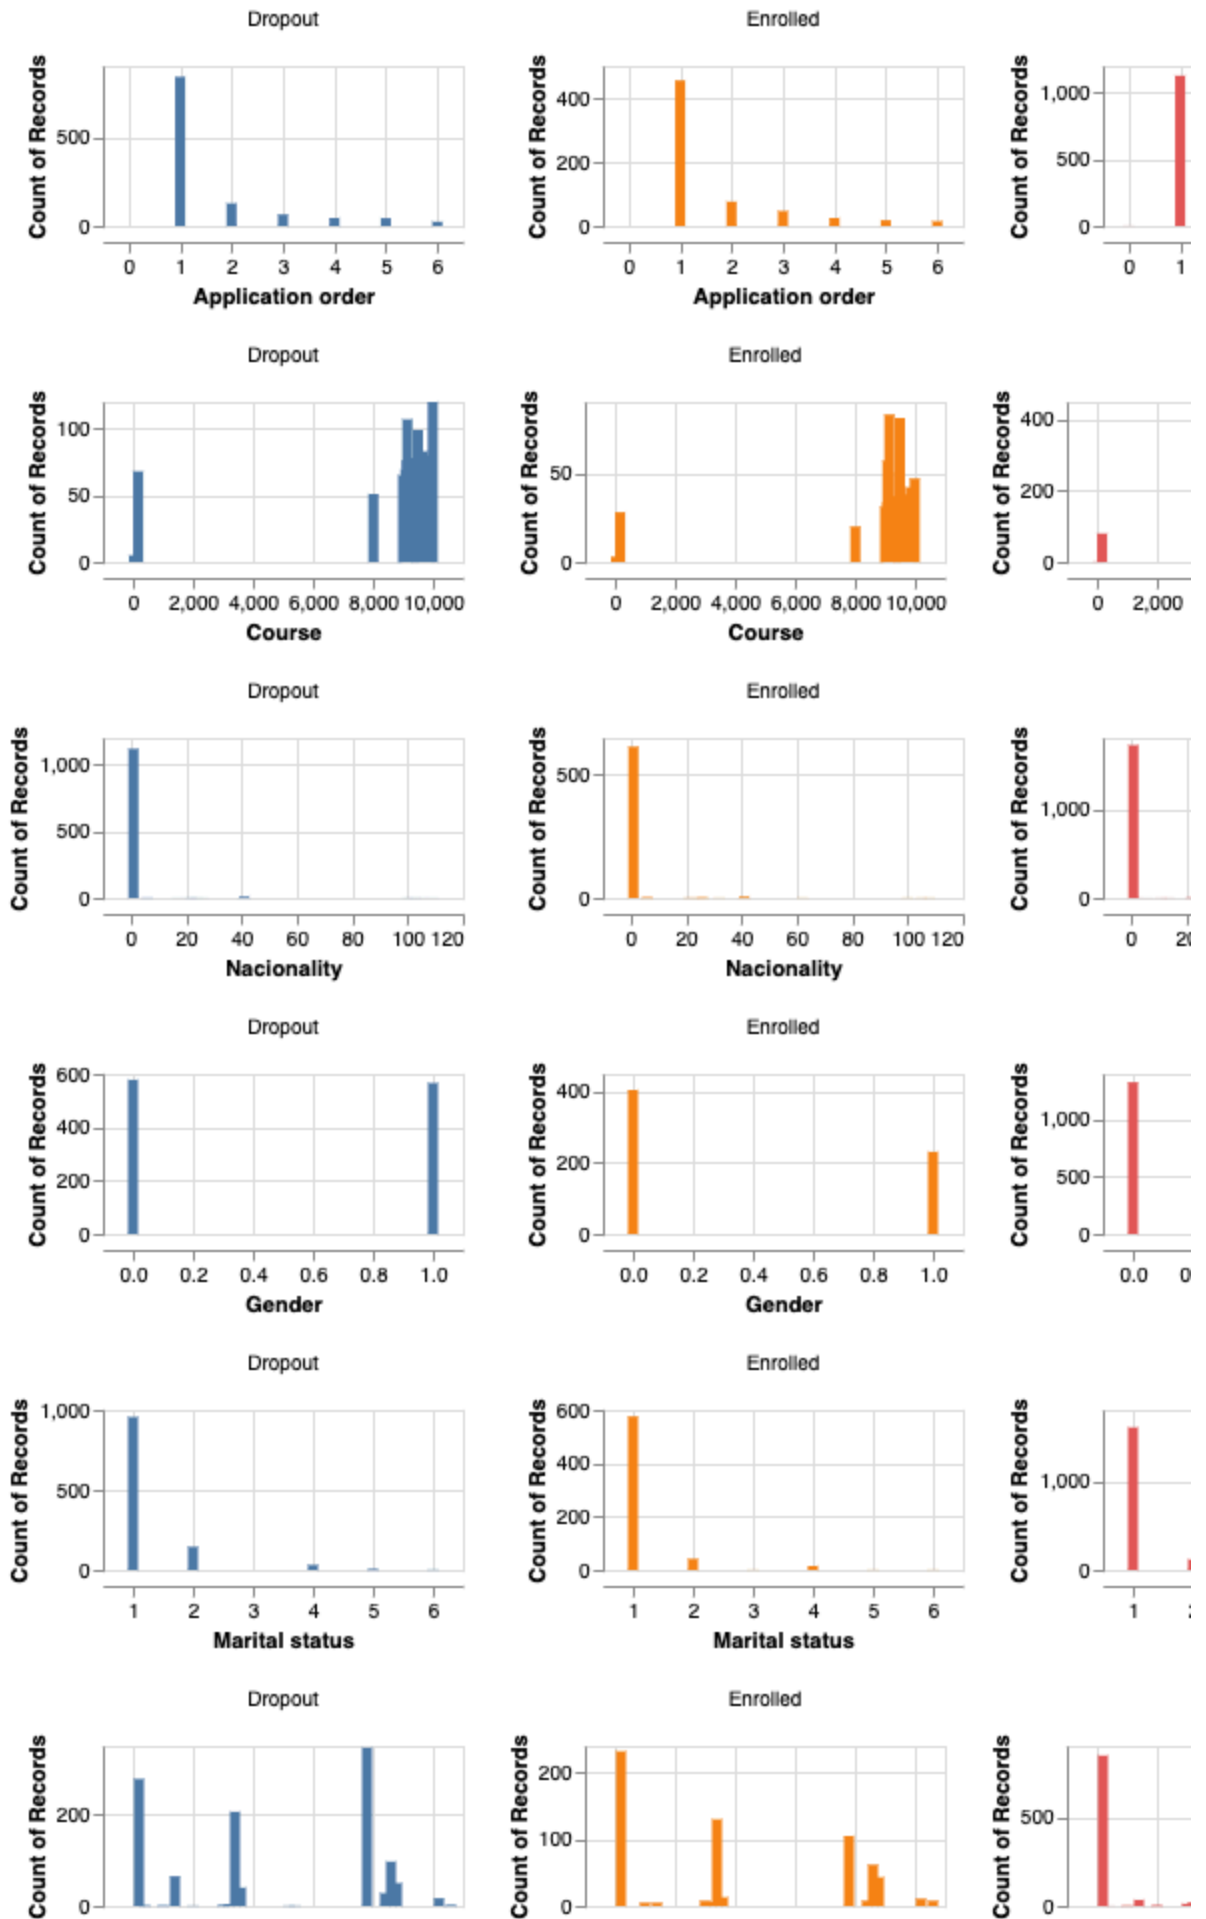 Dropout Enrolled
Count of Records 500 0 Count of Records 400 200 0 Count of Records 1,000 500 0
0 1 2 3 4 5 6 0 1 2 3 4 5 6 0 1
Application order Application order
Dropout Enrolled
Count of Records 100 50 0 Count of Records 50 0 Count of Records 400 200 0
0 2,000 4,000 6,000 8,000 10,000 0 2,000 4,000 6,000 8,000 10,000 0 2,000
Course Course
Dropout Enrolled
Count of Records 1,000 500 0 Count of Records 500 0 Count of Records 1,000 0
0 20 40 60 80 100 120 0 20 40 60 80 100 120 0
Nacionality Nacionality
Dropout Enrolled
Count of Records 600 400 200 0 Count of Records 400 200 0 Count of Records 1,000 500 0
0.0 0.2 0.4 0.6 0.8 1.0 0.0 0.2 0.4 0.6 0.8 1.0 0.0
Gender Gender
Dropout Enrolled
Count of Records 1,000 500 0 Count of Records 600 400 200 0 Count of Records 1,000 0
1 2 3 4 5 6 1 2 3 4 5 6 1
Marital status Marital status
Dropout Enrolled
Count of Records 200 0 Count of Records 200 100 0 Count of Records 500 0